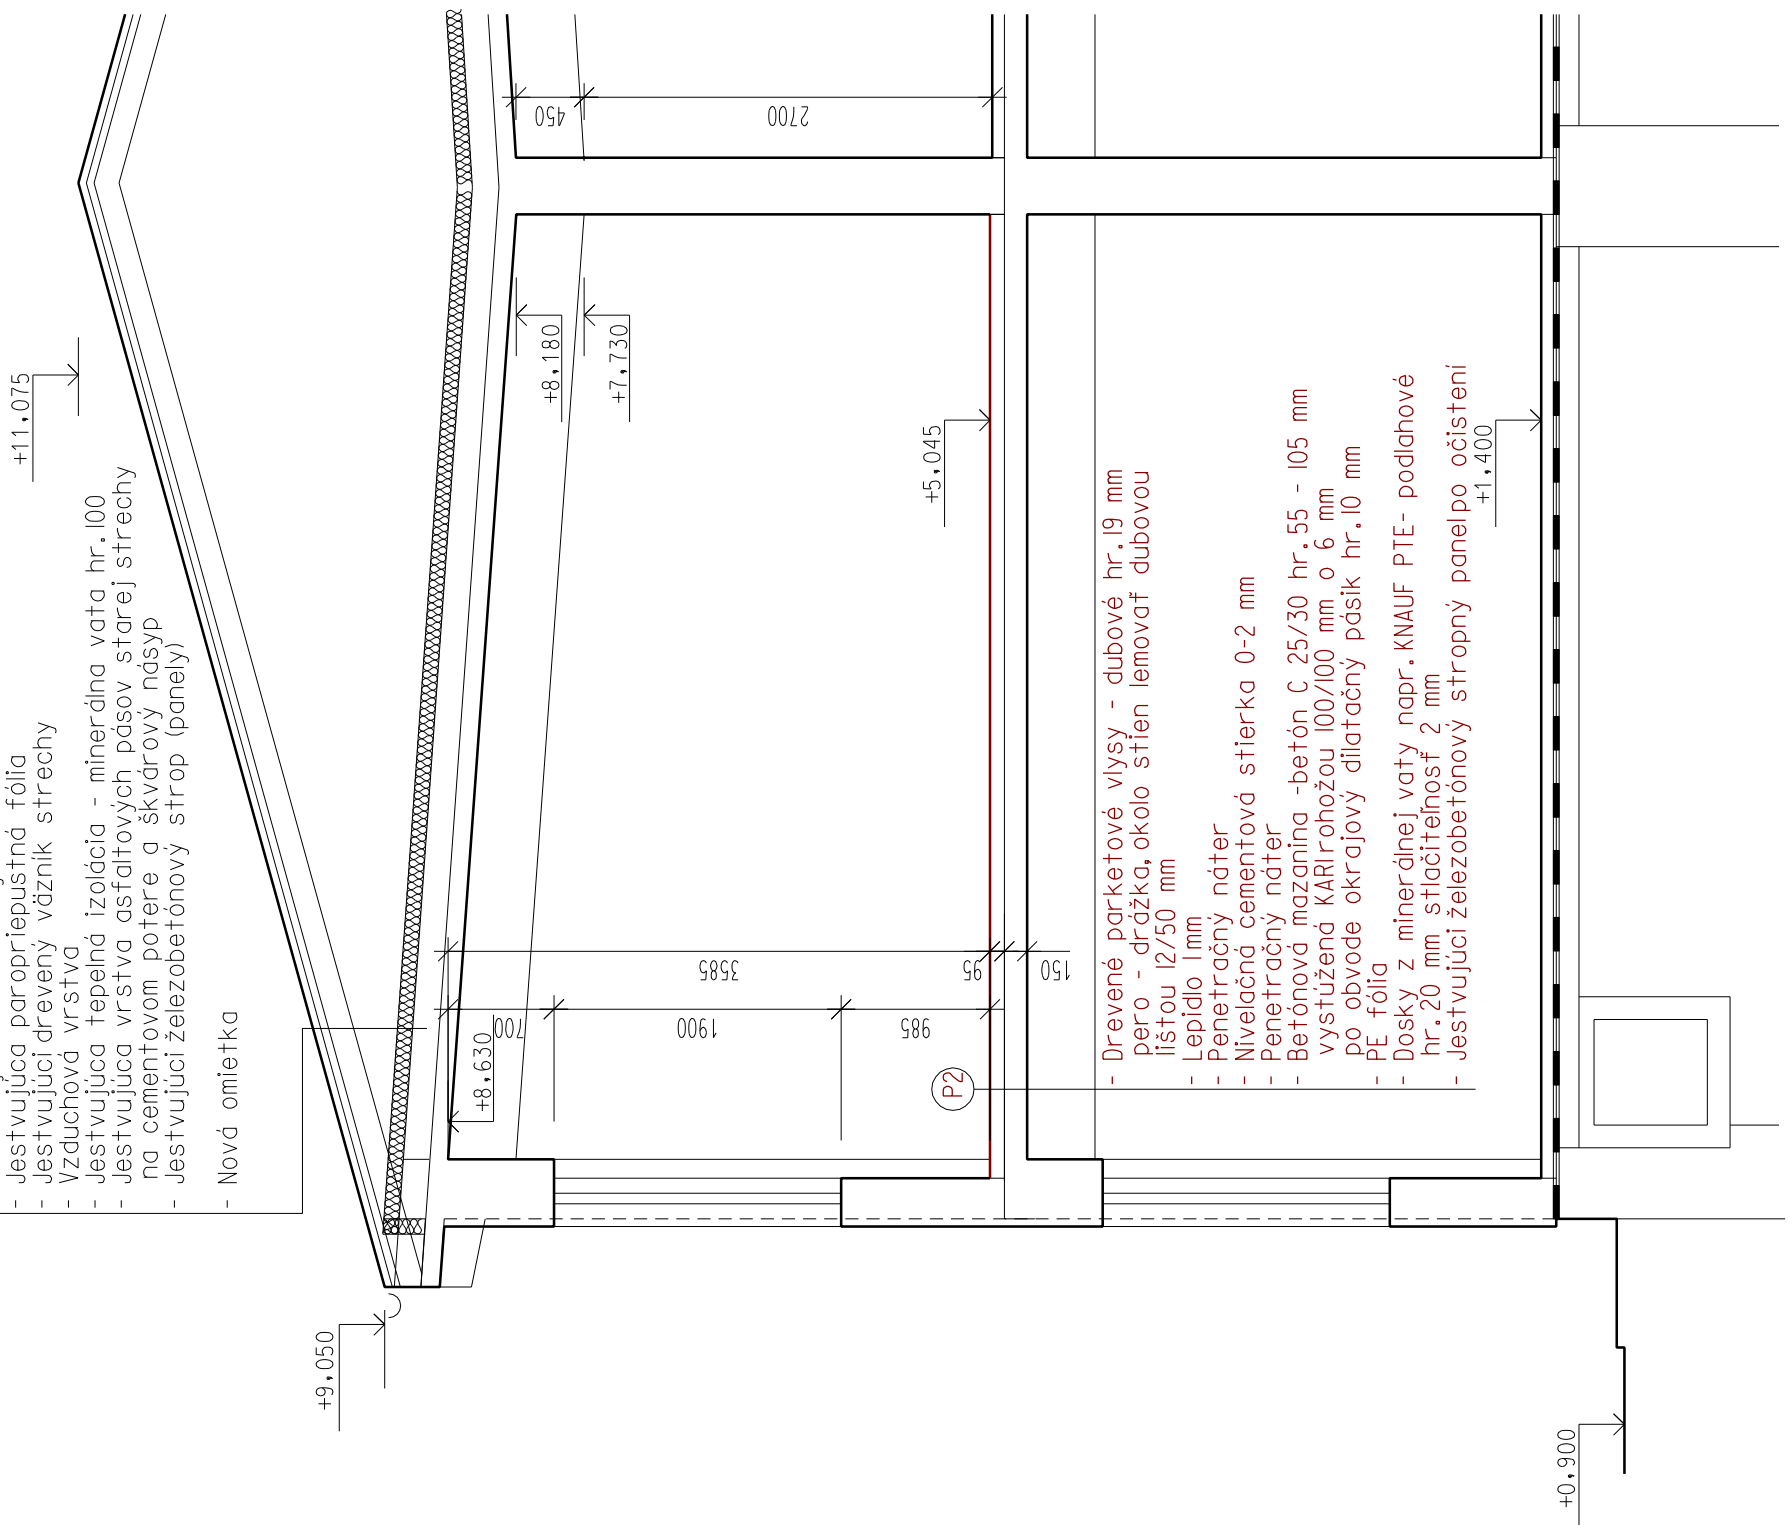 - Jestvujúca paropriepustná fólia
- Jestvujúci drevený väzník strechy
- Vzduchová vrstva
- Jestvujúca tepelná izolácia - minerálna vata hr.100
- Jestvujúca vrstva asfaltových pásov starej strechy
na cementovom potere a škvárový násyp
- Jestvujúci železobetónový strop (panely)
- Nová omietka
+11,075
+9,050
+8,630
+8,180
+7,730
+5,045
+1,400
+0,900
450
2700
3585
95
150
700
1900
985
P2
- Drevené parketové vlysy - dubové hr.19 mm
pero - drážka, okolo stien lemovať dubovou
lištou 12/50 mm
- Lepidlo 1mm
- Penetračný náter
- Nivelačná cementová stierka 0-2 mm
- Penetračný náter
- Betónová mazanina -betón C 25/30 hr. 55 - 105 mm
vystužená KARI rohožou 100/100 mm o 6 mm
po obvode okrajový dilatačný pásik hr.10 mm
- PE fólia
- Dosky z minerálnej vaty napr. KNAUF PTE- podlahové
hr. 20 mm stlačiteľnosť 2 mm
- Jestvujúci železobetónový stropný panel po očistení